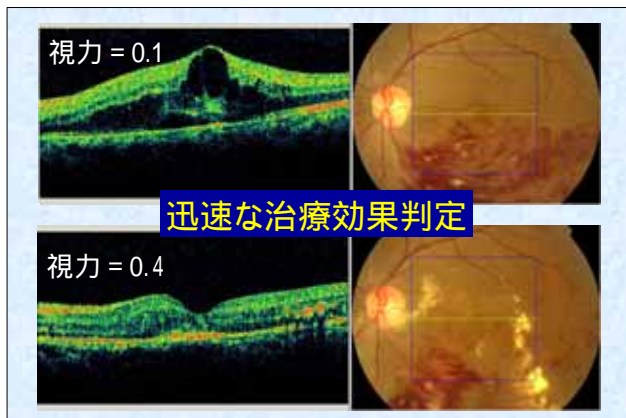 視力 = 0.1
迅速な治療効果判定
視力 = 0.4